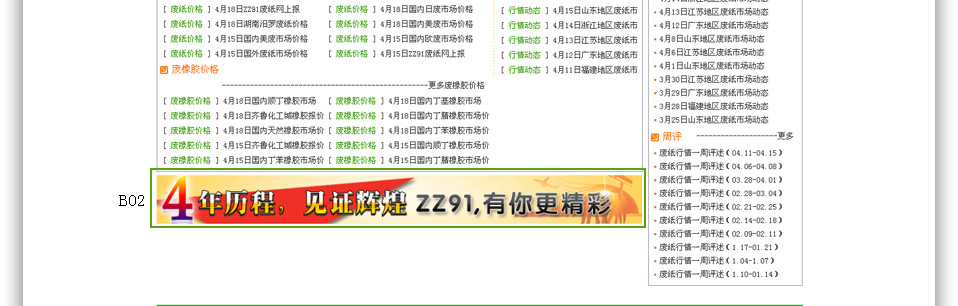 [ 废纸价格 ] 4月18日ZZ91废纸网上报
[ 废纸价格 ] 4月18日国内日废市场价格
[ 废纸价格 ] 4月18日湖南汨罗废纸价格
[ 废纸价格 ] 4月18日国内美废市场价格
[ 废纸价格 ] 4月15日国内美废市场价格
[ 废纸价格 ] 4月15日国内欧废市场价格
[ 废纸价格 ] 4月15日国外废纸市场价格
[ 废纸价格 ] 4月15日ZZ91废纸网上报
废橡胶价格
更多废橡胶价格
[ 废橡胶价格 ] 4月18日国内顺丁橡胶市场
[ 废橡胶价格 ] 4月18日国内丁基胶市场
[ 废橡胶价格 ] 4月18日齐鲁化工城橡胶报价
[ 废橡胶价格 ] 4月18日国内丁腈胶市场价
[ 废橡胶价格 ] 4月18日国内天然橡胶市场价
[ 废橡胶价格 ] 4月18日国内丁苯胶市场价
[ 废橡胶价格 ] 4月15日齐鲁化工城橡胶报价
[ 废橡胶价格 ] 4月15日国内顺丁胶市场价
[ 废橡胶价格 ] 4月15日国内丁苯橡胶市场价
[ 废橡胶价格 ] 4月15日国内丁腈胶市场价
[ 行情动态 ] 4月15日山东地区废纸市
[ 行情动态 ] 4月14日浙江地区废纸市
[ 行情动态 ] 4月13日江苏地区废纸市
[ 行情动态 ] 4月12日广东地区废纸市
[ 行情动态 ] 4月11日福建地区废纸市
4月13日江苏地区废纸市场动态
4月12日广东地区废纸市场动态
4月8日山东地区废纸市场动态
4月6日江苏地区废纸市场动态
4月1日山东地区废纸市场动态
3月30日江苏地区废纸市场动态
3月29日广东地区废纸市场动态
3月28日福建地区废纸市场动态
3月25日山东地区废纸市场动态
周评
更多
废纸行情一周评述(04.11-04.15)
废纸行情一周评述(04.06-04.08)
废纸行情一周评述(03.28-04.01)
废纸行情一周评述(02.28-03.04)
废纸行情一周评述(02.21-02.25)
废纸行情一周评述(02.14-02.18)
废纸行情一周评述(02.09-02.11)
废纸行情一周评述(1.17-01.21)
废纸行情一周评述(1.04-1.07)
废纸行情一周评述(1.10-01.14)
B02
4年历程,见证辉煌 ZZ91,有你更精彩